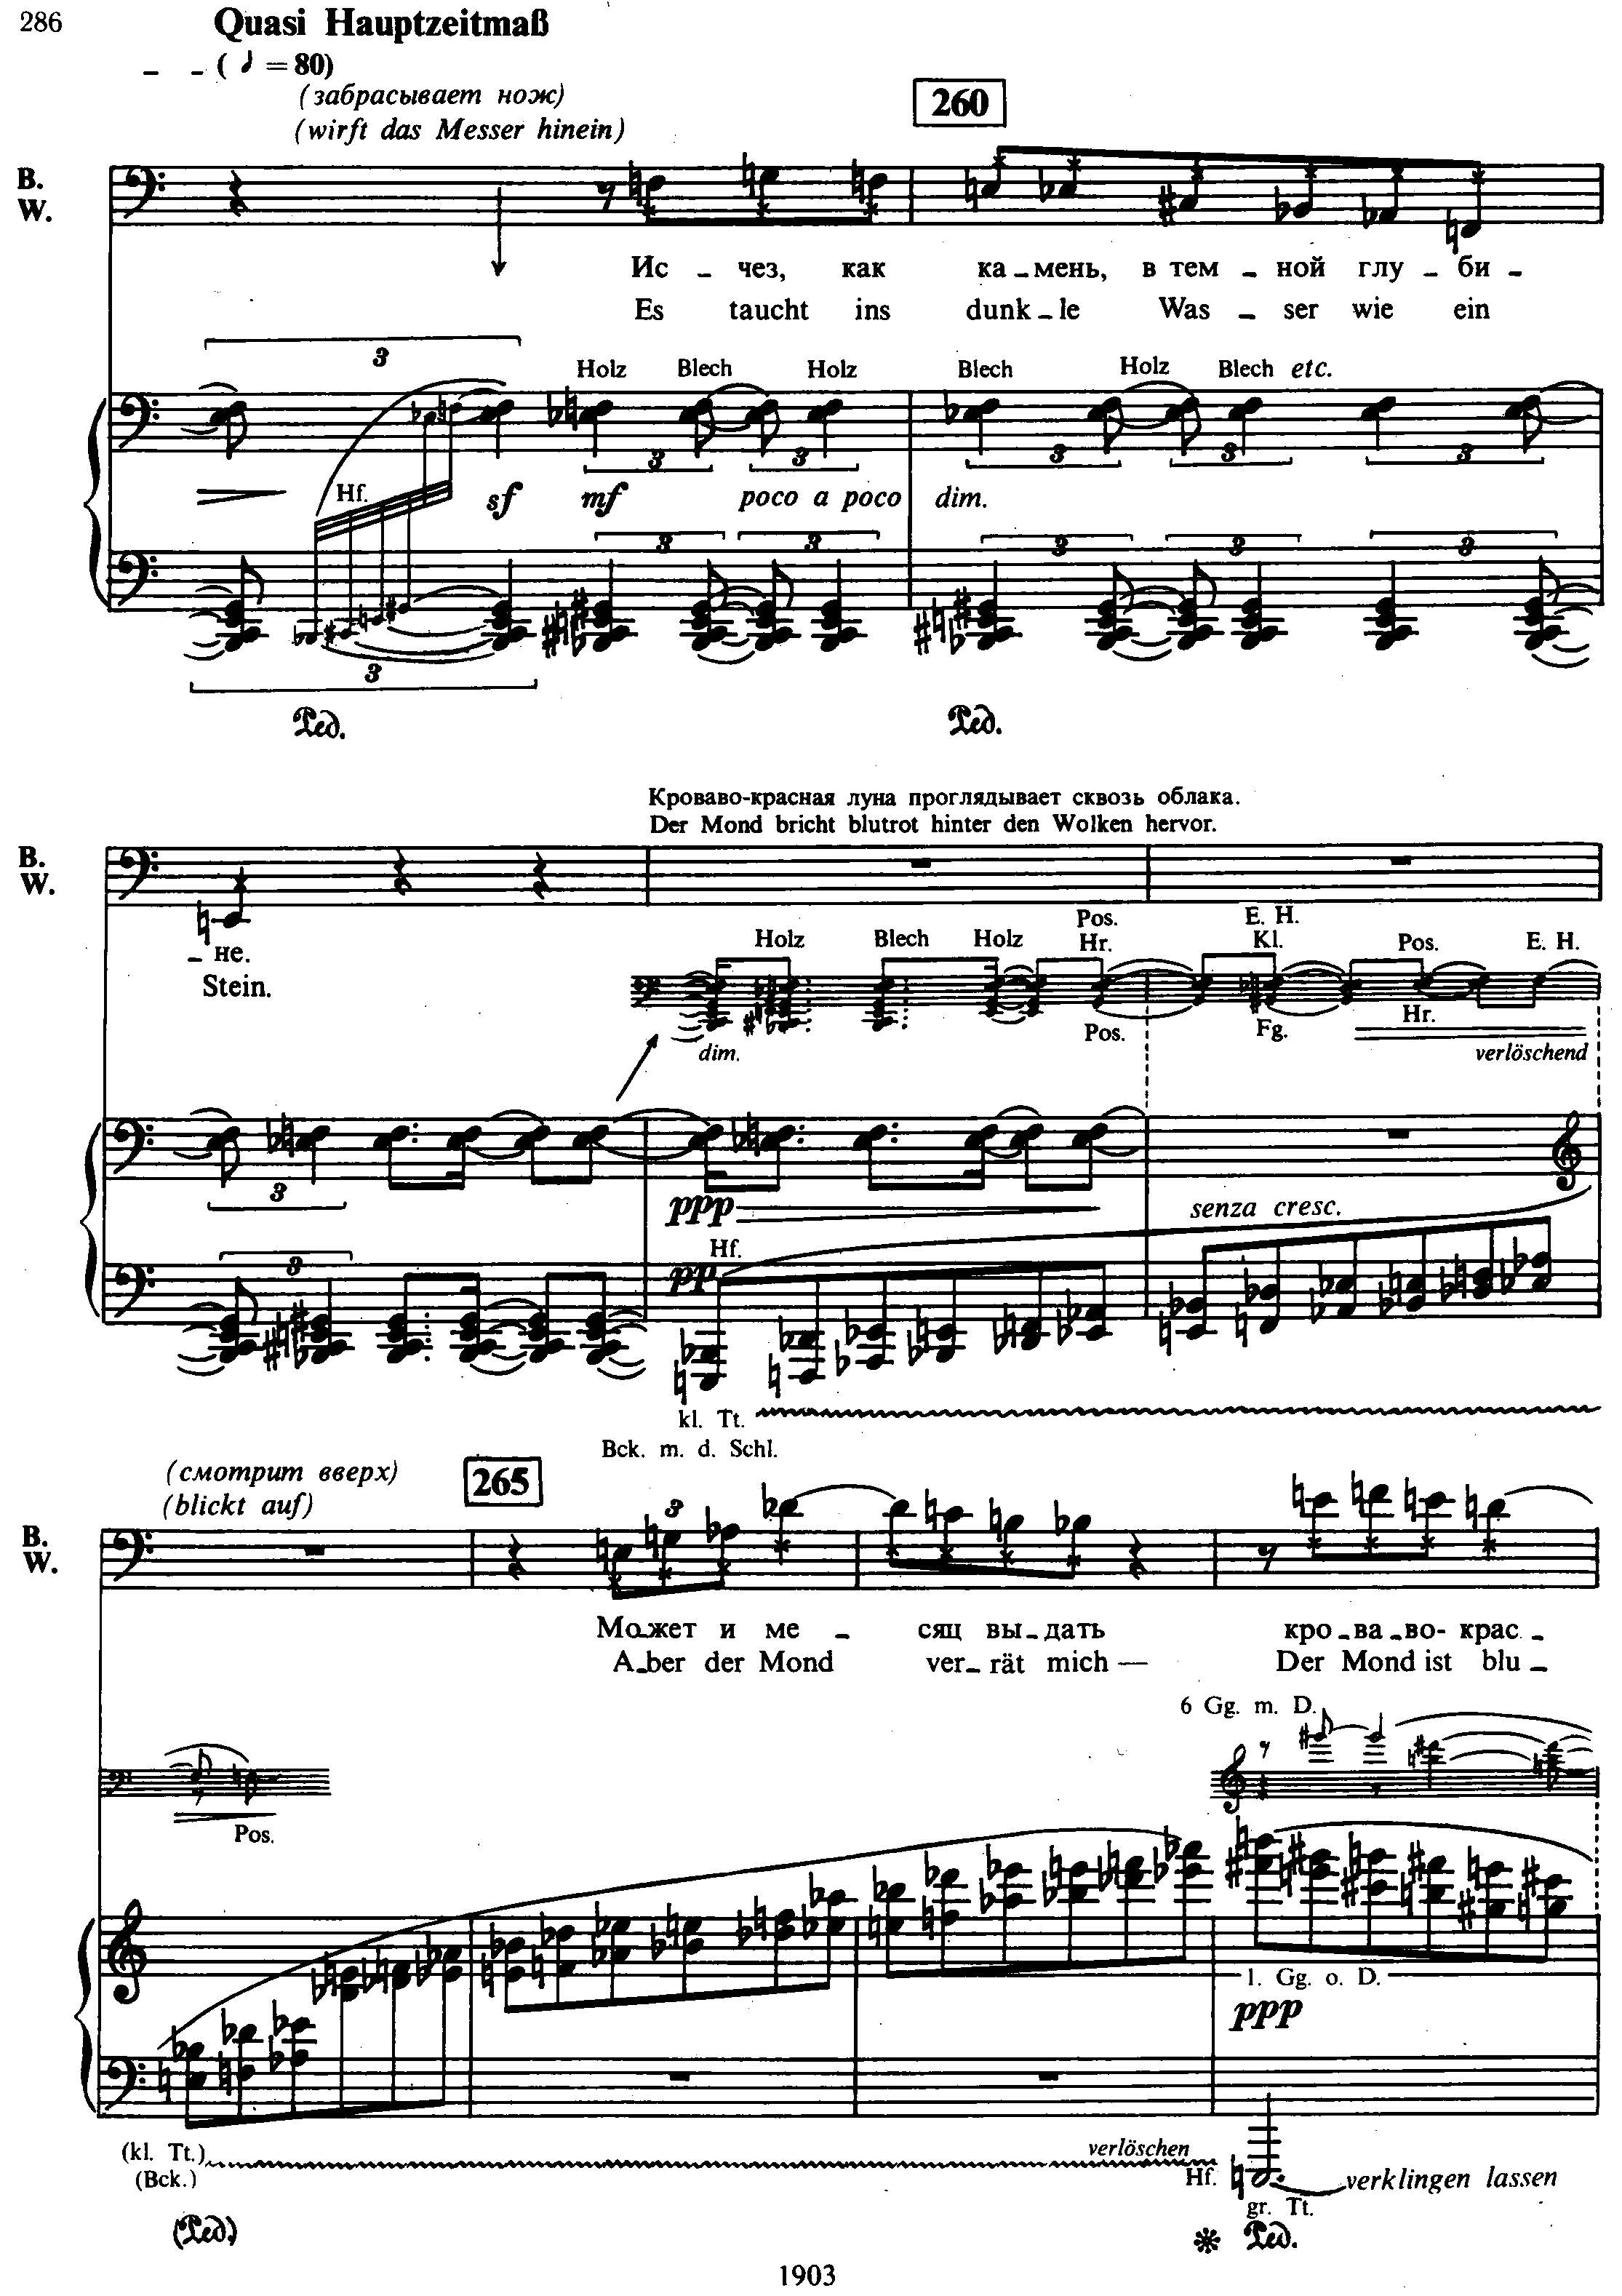 286
Quasi Hauptzeitmaß
(♩ = 80)
(забрасывает нож)
(wirft das Messer hinein)
260
B.
W.
Ис - чез, как ка - мень, в тем - ной глу - би -
Es taucht ins dunk - le Was - ser wie ein
3
Holz Blech Holz Blech Holz Blech etc.
3 3 3 3 3
Hf. sf mf poco a poco dim.
3 3 3 3 3
3
Ped. Ped.
Кроваво-красная луна проглядывает сквозь облака.
Der Mond bricht blutrot hinter den Wolken hervor.
B.
W.
- не.
Stein.
Pos. E. H.
Holz Blech Holz Hr. Kl. Pos. E. H.
Pos. Fg. Hr.
dim. verlöschend
3
ppp senza cresc.
3
Hf.
pp
kl. Tt.
Bck. m. d. Schl.
(смотрит вверх)
(blickt auf)
265
B.
W.
3
Может и ме - сяц вы - дать кро - ва - во- крас -
A - ber der Mond ver - rät mich — Der Mond ist blu -
6 Gg. m. D.
Pos.
1. Gg. o. D.
ppp
(kl. Tt.) verlöschen
(Bck.) Hf. verklingen lassen
gr. Tt.
(Ped.) Ped.
1903